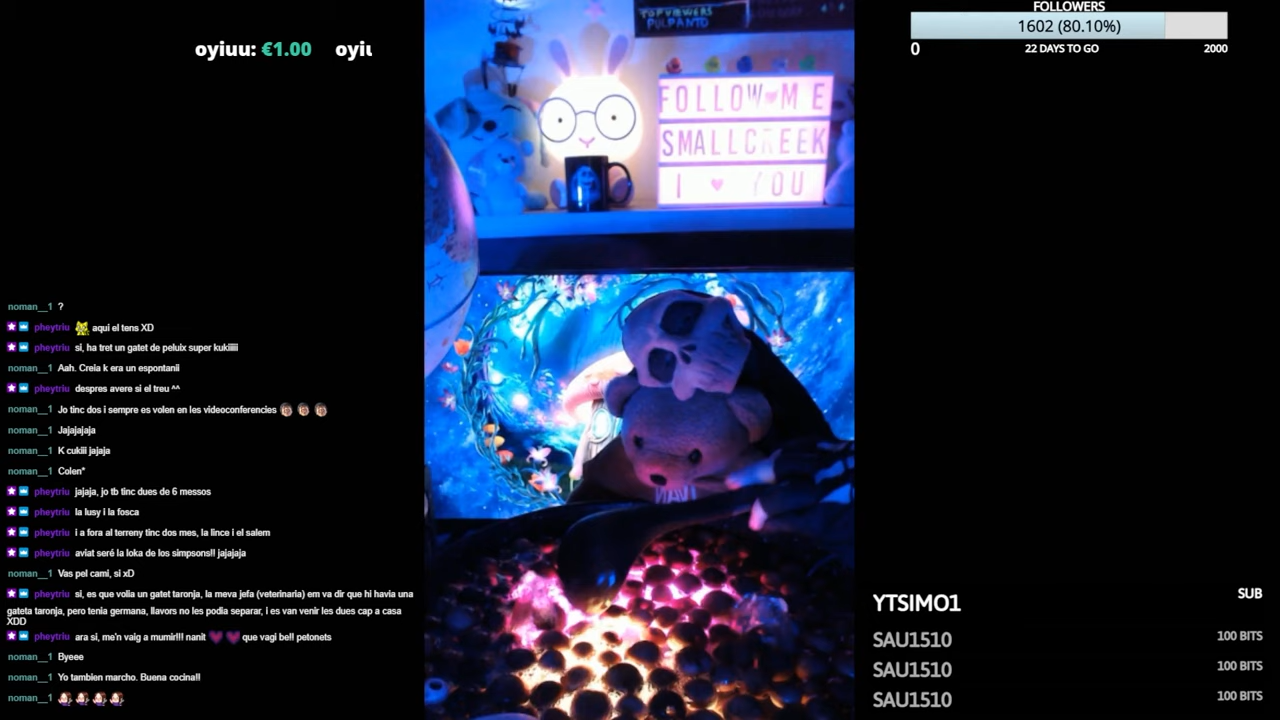 oyiuu: €1.00 oyiu
TOPVIEWERS
PULPANTO
FOLLOW♥ME
SMALLCREEK
I ♥ YOU
FOLLOWERS
1602 (80.10%)
0 22 DAYS TO GO 2000
noman__1 ?
pheytriu aqui el tens XD
pheytriu si, ha tret un gatet de peluix super kukiiiii
noman__1 Aah. Creia k era un espontanii
pheytriu despres avere si el treu ^^
noman__1 Jo tinc dos i sempre es volen en les videoconferencies
noman__1 Jajajajaja
noman__1 K cukiii jajaja
noman__1 Colen*
pheytriu jajaja, jo tb tinc dues de 6 messos
pheytriu la lusy i la fosca
pheytriu i a fora al terreny tinc dos mes, la lince i el salem
pheytriu aviat seré la loka de los simpsons!! jajajaja
noman__1 Vas pel cami, si xD
pheytriu si, es que volia un gatet taronja, la meva jefa (veterinaria) em va dir que hi havia una
gateta taronja, pero tenia germana, llavors no les podia separar, i es van venir les dues cap a casa
XDD
pheytriu ara si, me'n vaig a mumir!!! nanit 💜 💜 que vagi be!! petonets
noman__1 Byeee
noman__1 Yo tambien marcho. Buena cocina!!
noman__1
YTSIMO1 SUB
SAU1510 100 BITS
SAU1510 100 BITS
SAU1510 100 BITS